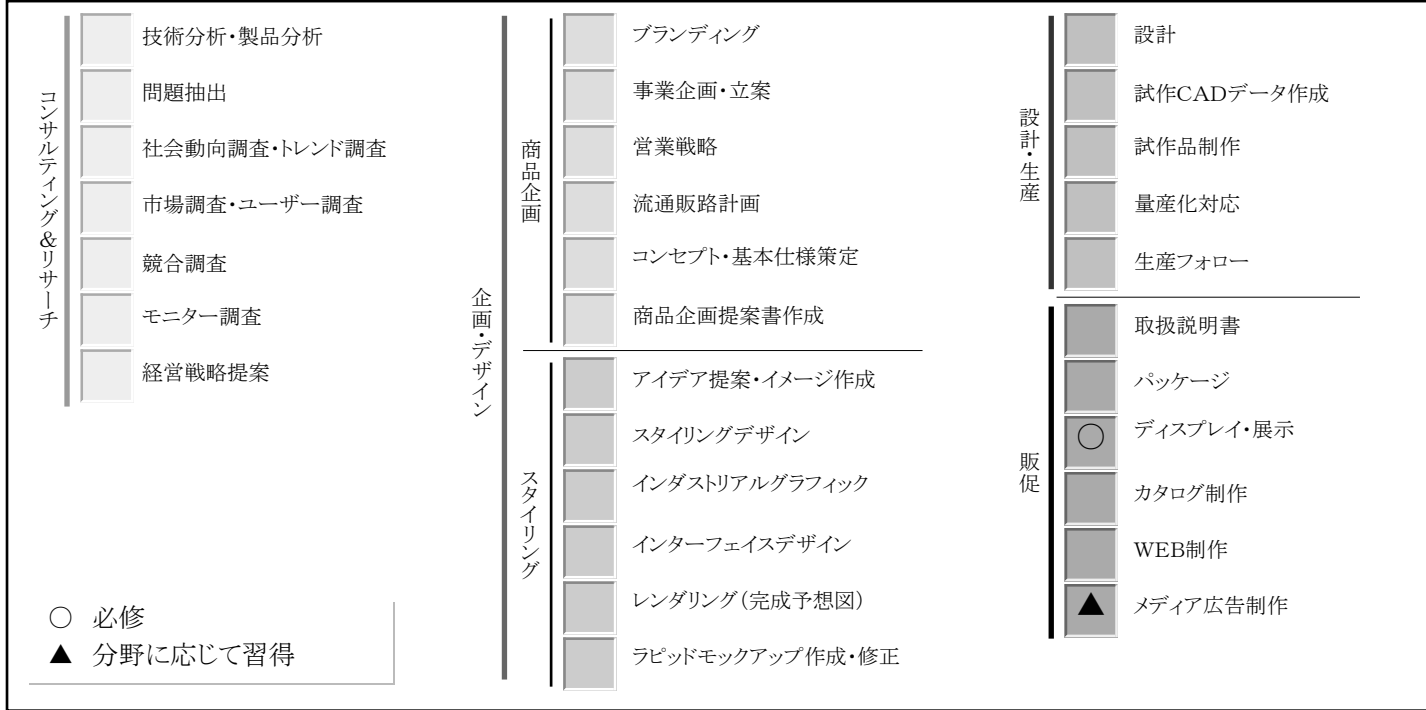 コンサルティング&リサーチ
技術分析・製品分析
問題抽出
社会動向調査・トレンド調査
市場調査・ユーザー調査
競合調査
モニター調査
経営戦略提案
企画・デザイン
商品企画
ブランディング
事業企画・立案
営業戦略
流通販路計画
コンセプト・基本仕様策定
商品企画提案書作成
スタイリング
アイデア提案・イメージ作成
スタイリングデザイン
インダストリアルグラフィック
インターフェイスデザイン
レンダリング(完成予想図)
ラピッドモックアップ作成・修正
設計・生産
設計
試作CADデータ作成
試作品制作
量産化対応
生産フォロー
販促
取扱説明書
パッケージ
○ ディスプレイ・展示
カタログ制作
WEB制作
▲ メディア広告制作
○ 必修
▲ 分野に応じて習得